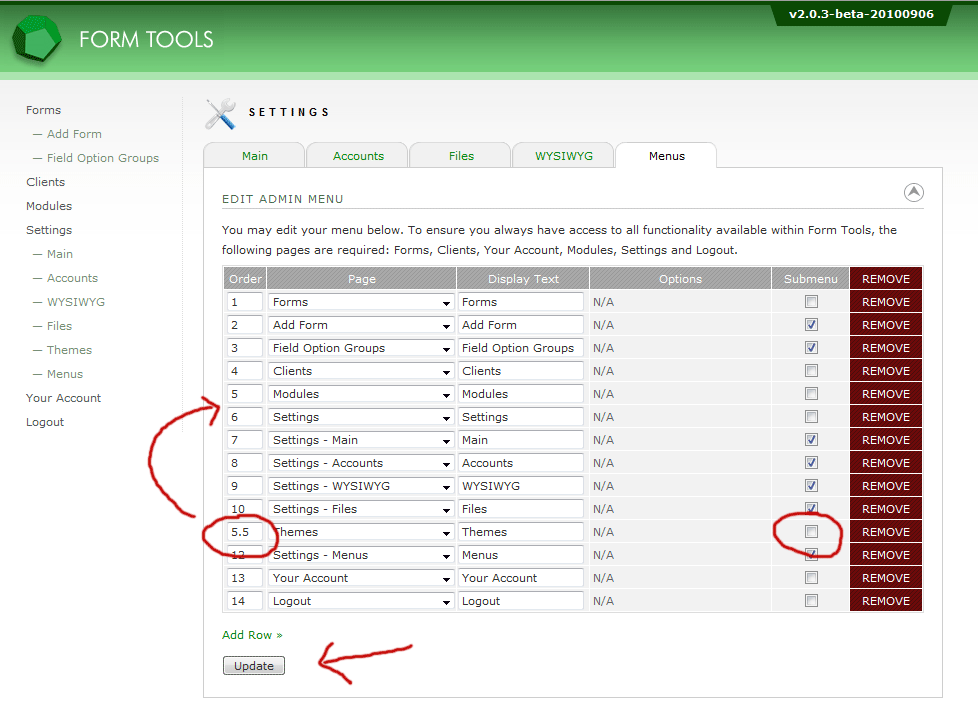 v2.0.3-beta-20100906
FORM TOOLS
Forms
— Add Form
— Field Option Groups
Clients
Modules
Settings
— Main
— Accounts
— WYSIWYG
— Files
— Themes
— Menus
Your Account
Logout
SETTINGS
Main Accounts Files WYSIWYG Menus
EDIT ADMIN MENU
You may edit your menu below. To ensure you always have access to all functionality available within Form Tools, the
following pages are required: Forms, Clients, Your Account, Modules, Settings and Logout.
Order Page Display Text Options Submenu REMOVE
1 Forms Forms N/A REMOVE
2 Add Form Add Form N/A REMOVE
3 Field Option Groups Field Option Groups N/A REMOVE
4 Clients Clients N/A REMOVE
5 Modules Modules N/A REMOVE
6 Settings Settings N/A REMOVE
7 Settings - Main Main N/A REMOVE
8 Settings - Accounts Accounts N/A REMOVE
9 Settings - WYSIWYG WYSIWYG N/A REMOVE
10 Settings - Files Files N/A REMOVE
5.5 Themes Themes N/A REMOVE
12 Settings - Menus Menus N/A REMOVE
13 Your Account Your Account N/A REMOVE
14 Logout Logout N/A REMOVE
Add Row »
Update